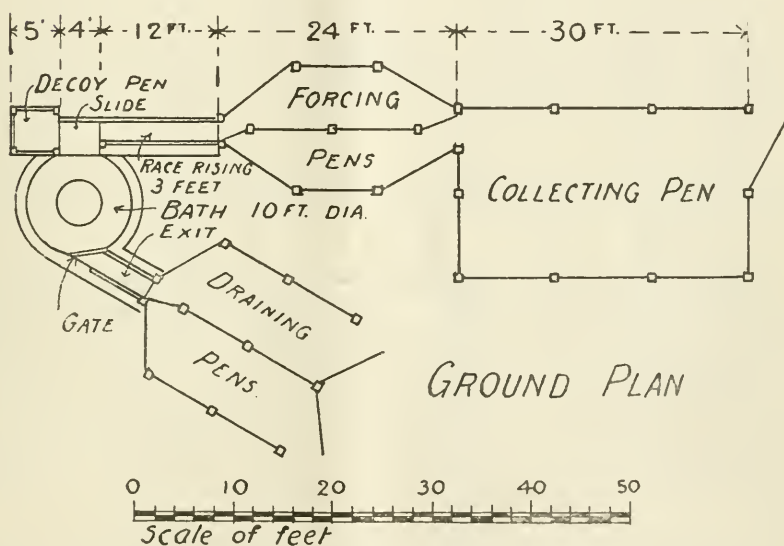 5' 4' 12 FT. 24 FT. 30 FT.
DECOY PEN
SLIDE
FORCING
PENS
RACE RISING
3 FEET
COLLECTING PEN
BATH 10 FT. DIA.
EXIT
GATE
DRAINING
PENS.
GROUND PLAN
0 10 20 30 40 50
Scale of feet